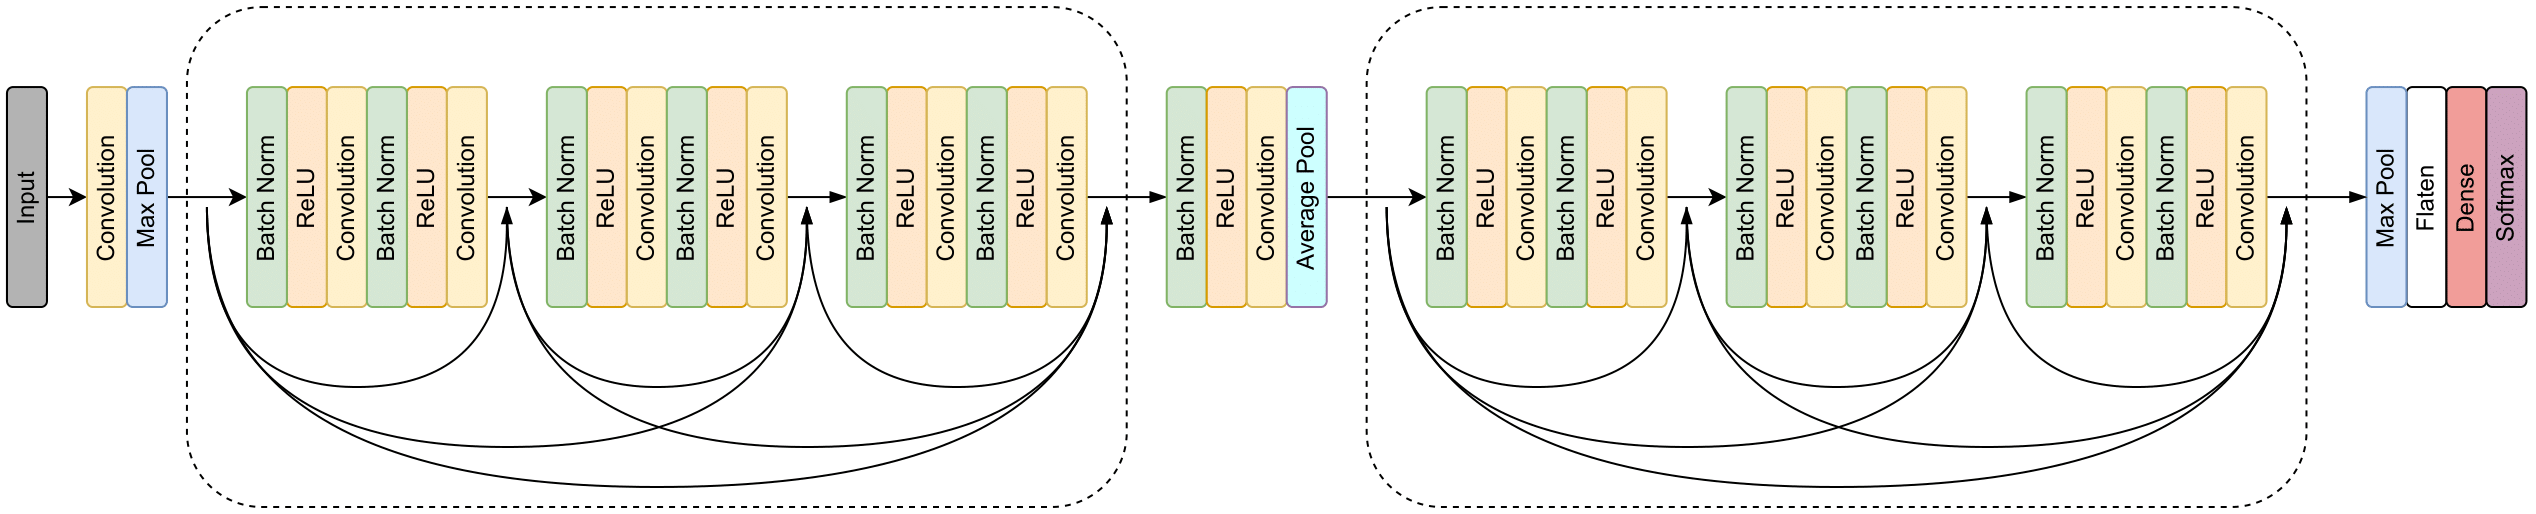 Input
Convolution
Max Pool
Batch Norm
ReLU
Convolution
Batch Norm
ReLU
Convolution
Batch Norm
ReLU
Convolution
Batch Norm
ReLU
Convolution
Batch Norm
ReLU
Convolution
Batch Norm
ReLU
Convolution
Batch Norm
ReLU
Convolution
Average Pool
Batch Norm
ReLU
Convolution
Batch Norm
ReLU
Convolution
Batch Norm
ReLU
Convolution
Batch Norm
ReLU
Convolution
Batch Norm
ReLU
Convolution
Batch Norm
ReLU
Convolution
Max Pool
Flaten
Dense
Softmax